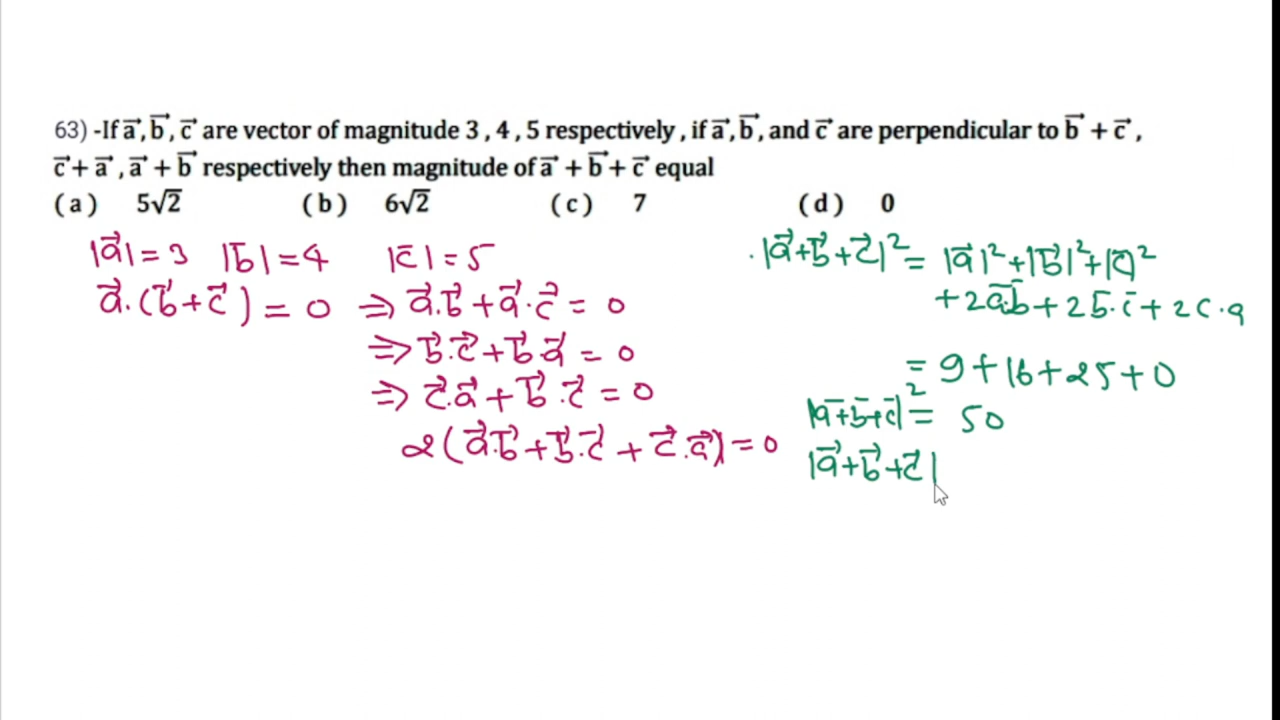 63) -If a⃗, b⃗, c⃗ are vector of magnitude 3 , 4 , 5 respectively , if a⃗, b⃗, and c⃗ are perpendicular to b⃗ + c⃗ ,
c⃗ + a⃗ , a⃗ + b⃗ respectively then magnitude of a⃗ + b⃗ + c⃗ equal
(a) 5√2 (b) 6√2 (c) 7 (d) 0
|a⃗| = 3 |b̄| = 4 |c̄| = 5
a⃗.(b⃗+c⃗) = 0 ⇒ a⃗.b⃗ + a⃗.c⃗ = 0
⇒ b⃗.c⃗ + b⃗.a⃗ = 0
⇒ c⃗.a⃗ + b⃗.c⃗ = 0
2(a⃗.b⃗ + b⃗.c⃗ + c⃗.a⃗) = 0
. |a⃗+b⃗+c⃗|² = |a⃗|² + |b⃗|² + |c̄|²
+ 2a̅b̅ + 2b̄.c̄ + 2c.a
= 9 + 16 + 25 + 0
|ā+b̄+c̄|² = 50
|a⃗+b⃗+c⃗|